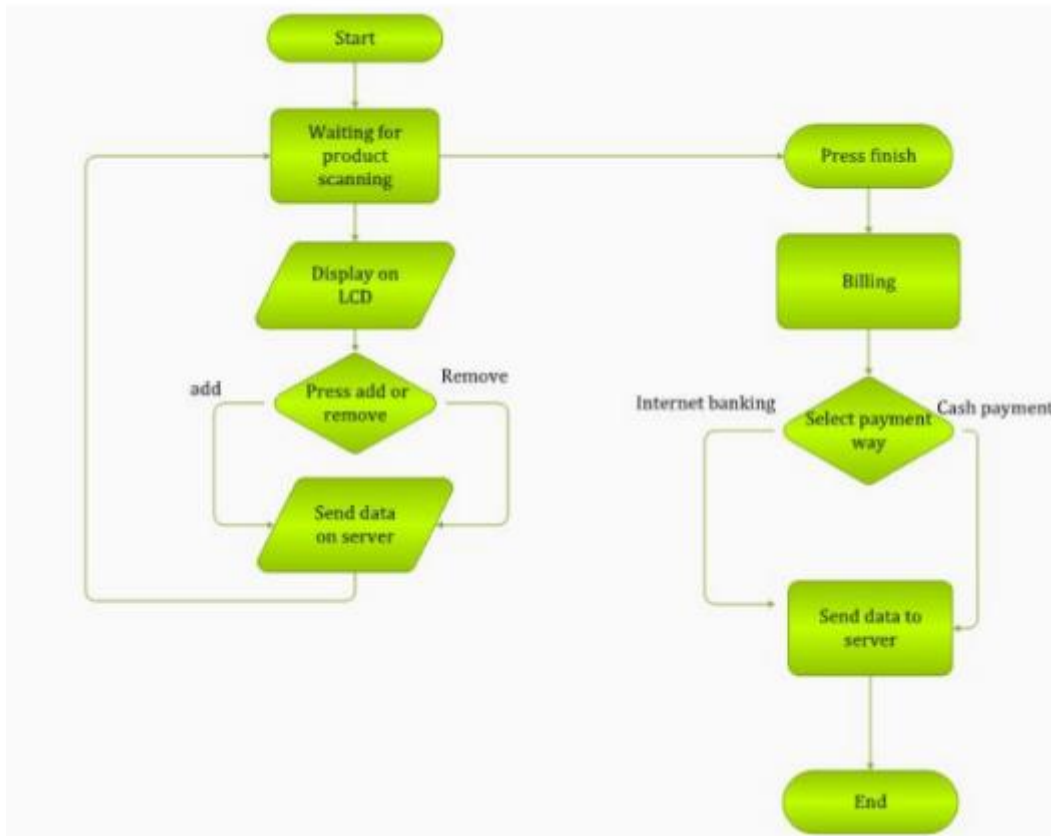 Start
Waiting for
product
scanning
Display on
LCD
add
Press add or
remove
Remove
Send data
on server
Press finish
Billing
Internet banking
Select payment
way
Cash payment
Send data to
server
End